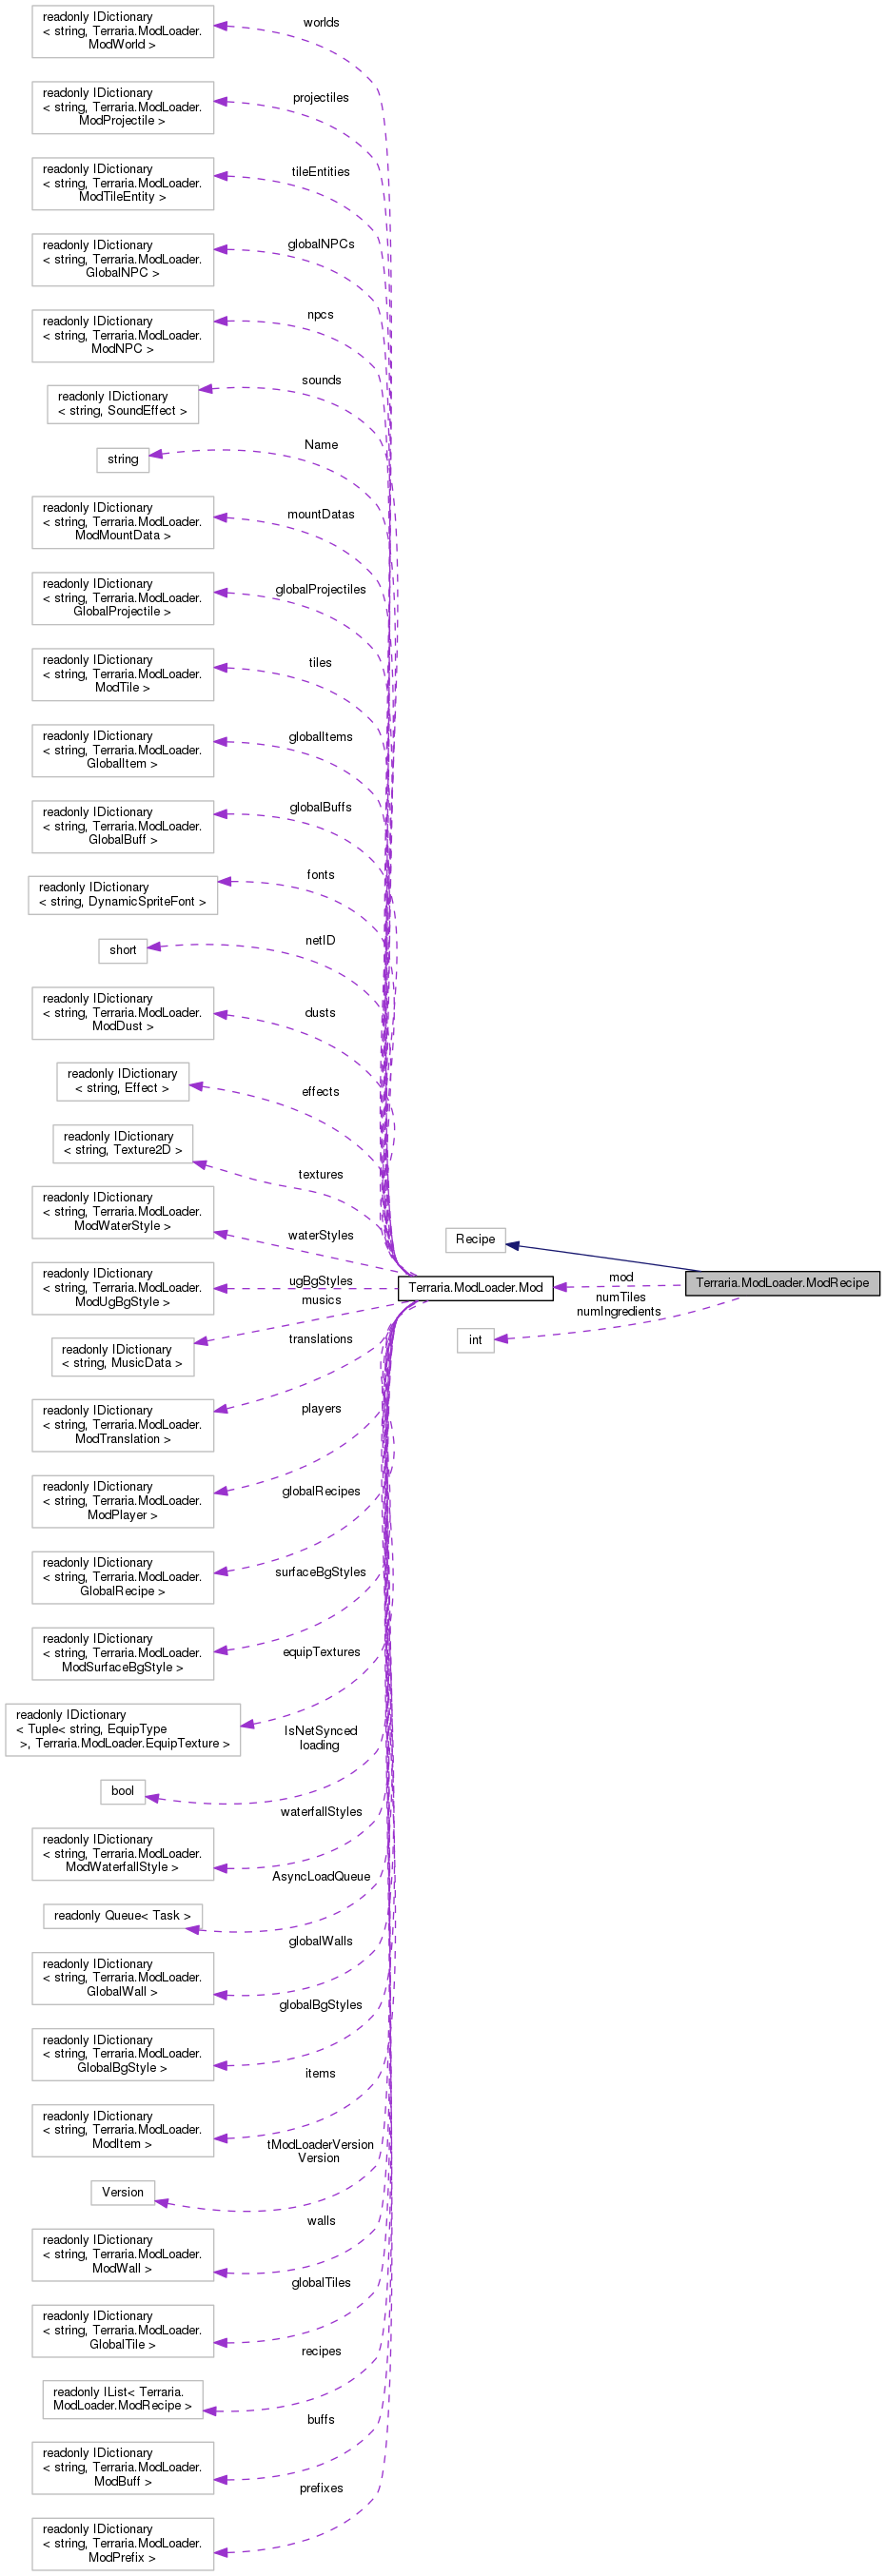 readonly IDictionary
< string, Terraria.ModLoader.
ModWorld >
worlds
readonly IDictionary
< string, Terraria.ModLoader.
ModProjectile >
projectiles
readonly IDictionary
< string, Terraria.ModLoader.
ModTileEntity >
tileEntities
readonly IDictionary
< string, Terraria.ModLoader.
GlobalNPC >
globalNPCs
readonly IDictionary
< string, Terraria.ModLoader.
ModNPC >
npcs
readonly IDictionary
< string, SoundEffect >
sounds
string
Name
readonly IDictionary
< string, Terraria.ModLoader.
ModMountData >
mountDatas
readonly IDictionary
< string, Terraria.ModLoader.
GlobalProjectile >
globalProjectiles
readonly IDictionary
< string, Terraria.ModLoader.
ModTile >
tiles
readonly IDictionary
< string, Terraria.ModLoader.
GlobalItem >
globalItems
readonly IDictionary
< string, Terraria.ModLoader.
GlobalBuff >
globalBuffs
readonly IDictionary
< string, DynamicSpriteFont >
fonts
short
netID
readonly IDictionary
< string, Terraria.ModLoader.
ModDust >
dusts
readonly IDictionary
< string, Effect >
effects
readonly IDictionary
< string, Texture2D >
textures
readonly IDictionary
< string, Terraria.ModLoader.
ModWaterStyle >
waterStyles
readonly IDictionary
< string, Terraria.ModLoader.
ModUgBgStyle >
ugBgStyles
Terraria.ModLoader.Mod
Recipe
mod
Terraria.ModLoader.ModRecipe
numTiles
numIngredients
int
readonly IDictionary
< string, MusicData >
musics
readonly IDictionary
< string, Terraria.ModLoader.
ModTranslation >
translations
readonly IDictionary
< string, Terraria.ModLoader.
ModPlayer >
players
readonly IDictionary
< string, Terraria.ModLoader.
GlobalRecipe >
globalRecipes
readonly IDictionary
< string, Terraria.ModLoader.
ModSurfaceBgStyle >
surfaceBgStyles
readonly IDictionary
< Tuple< string, EquipType
>, Terraria.ModLoader.EquipTexture >
equipTextures
bool
IsNetSynced
loading
readonly IDictionary
< string, Terraria.ModLoader.
ModWaterfallStyle >
waterfallStyles
readonly Queue< Task >
AsyncLoadQueue
readonly IDictionary
< string, Terraria.ModLoader.
GlobalWall >
globalWalls
readonly IDictionary
< string, Terraria.ModLoader.
GlobalBgStyle >
globalBgStyles
readonly IDictionary
< string, Terraria.ModLoader.
ModItem >
items
Version
tModLoaderVersion
Version
readonly IDictionary
< string, Terraria.ModLoader.
ModWall >
walls
readonly IDictionary
< string, Terraria.ModLoader.
GlobalTile >
globalTiles
readonly IList< Terraria.
ModLoader.ModRecipe >
recipes
readonly IDictionary
< string, Terraria.ModLoader.
ModBuff >
buffs
readonly IDictionary
< string, Terraria.ModLoader.
ModPrefix >
prefixes